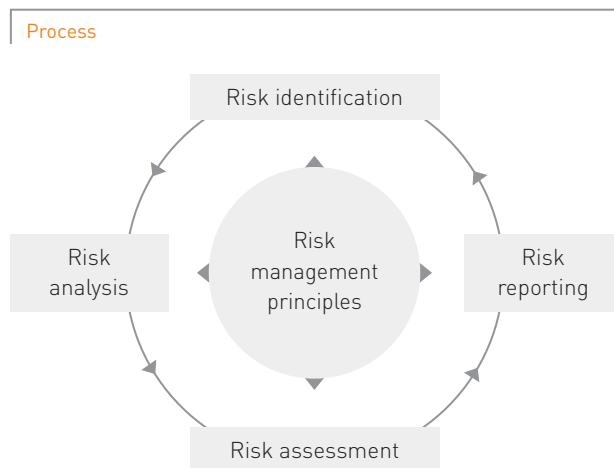 Process
Risk identification
Risk
analysis
Risk
management
principles
Risk
reporting
Risk assessment